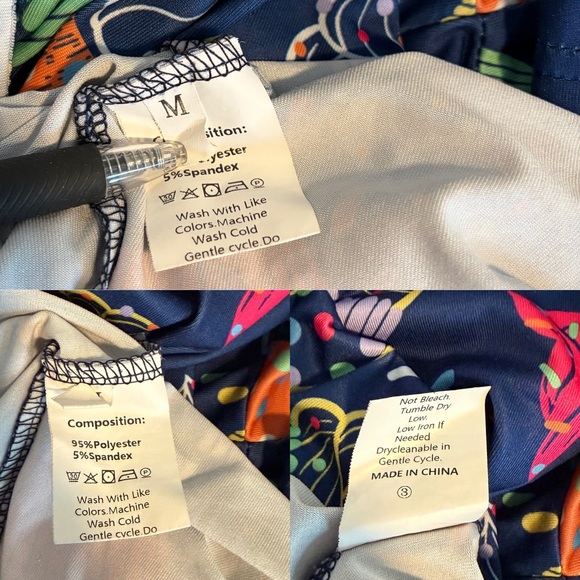 M
Composition:
Polyester
5%Spandex
Wash With Like
Colors.Machine
Wash Cold
Gentle cycle.Do
Composition:
95%Polyester
5%Spandex
Wash With Like
Colors.Machine
Wash Cold
Gentle cycle.Do
Not Bleach.
Tumble Dry
Low.
Low Iron If
Needed
Drycleanable in
Gentle Cycle.
MADE IN CHINA
③